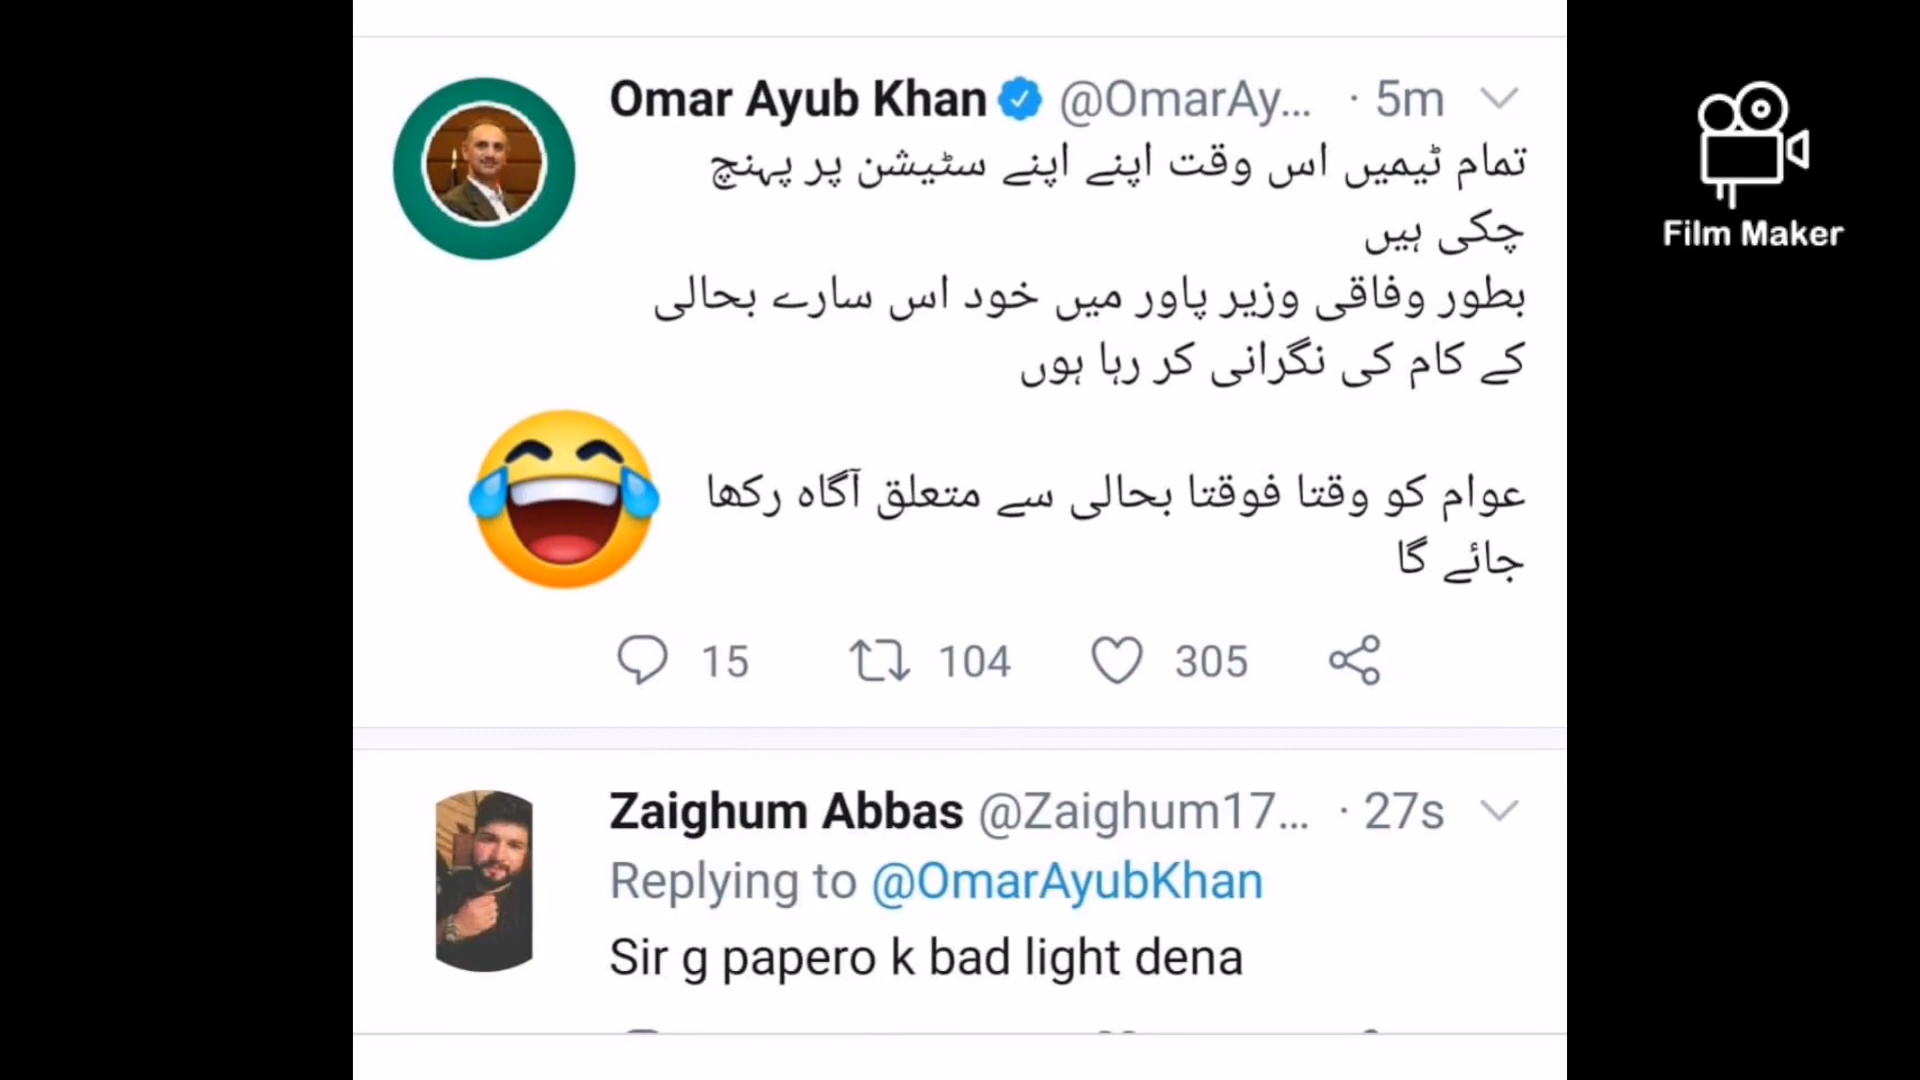 Omar Ayub Khan @OmarAy... · 5m
تمام ٹیمیں اس وقت اپنے اپنے سٹیشن پر پہنچ
چکی ہیں
بطور وفاقی وزیر پاور میں خود اس سارے بحالی
کے کام کی نگرانی کر رہا ہوں
عوام کو وقتا فوقتا بحالی سے متعلق آگاہ رکھا
جائے گا
15 104 305
Zaighum Abbas @Zaighum17... · 27s
Replying to @OmarAyubKhan
Sir g papero k bad light dena
Film Maker